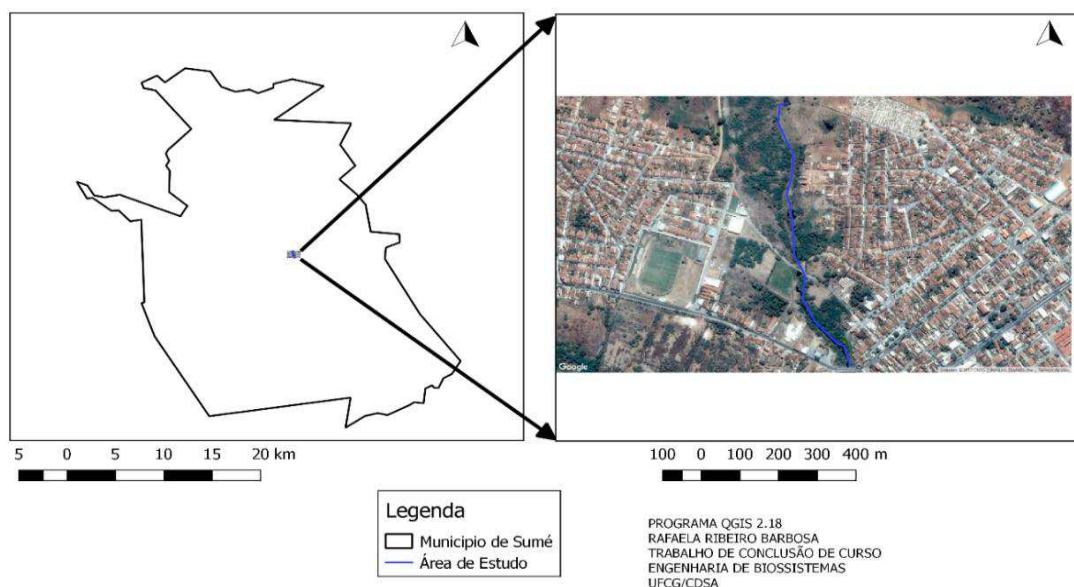 5 0 5 10 15 20 km
100 0 100 200 300 400 m
Google
Legenda
Municipio de Sumé
Área de Estudo
PROGRAMA QGIS 2.18
RAFAELA RIBEIRO BARBOSA
TRABALHO DE CONCLUSÃO DE CURSO
ENGENHARIA DE BIOSSISTEMAS
UFCG/CDSA